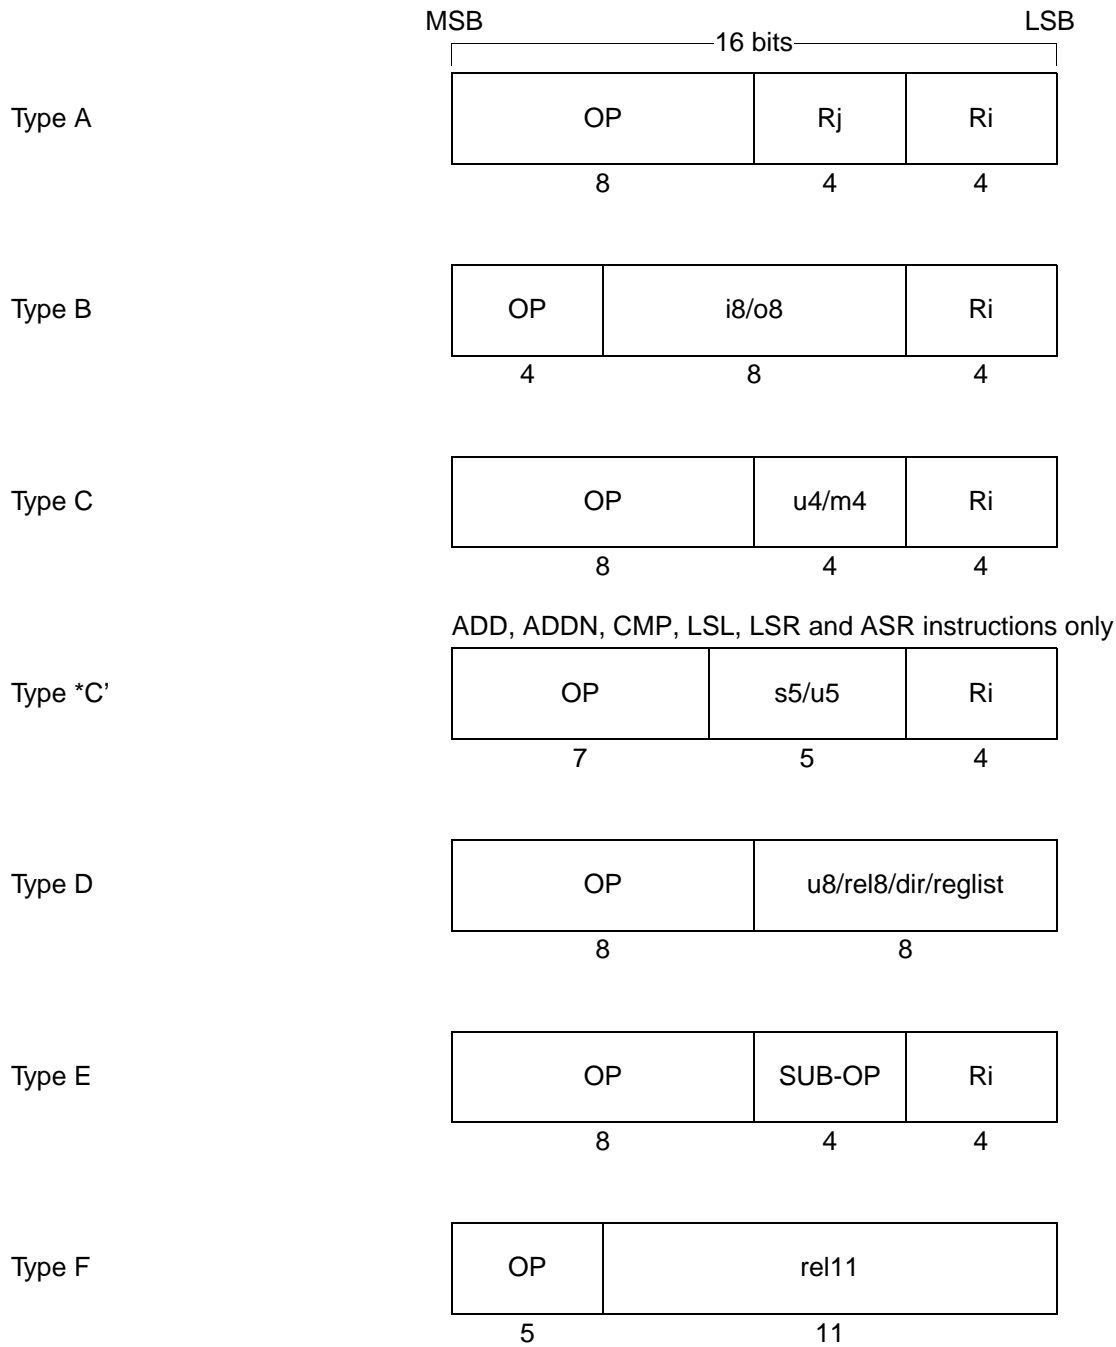 MSB LSB
16 bits
Type A OP Rj Ri
8 4 4
Type B OP i8/o8 Ri
4 8 4
Type C OP u4/m4 Ri
8 4 4
ADD, ADDN, CMP, LSL, LSR and ASR instructions only
Type *C’ OP s5/u5 Ri
7 5 4
Type D OP u8/rel8/dir/reglist
8 8
Type E OP SUB-OP Ri
8 4 4
Type F OP rel11
5 11